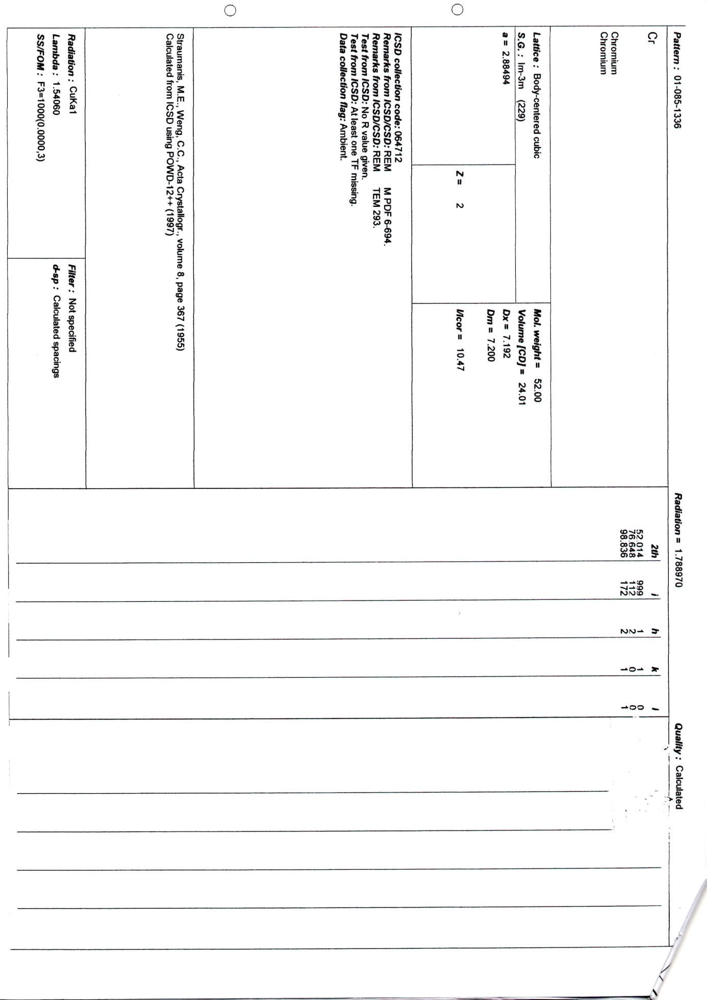 Pattern : 01-085-1336 Radiation = 1.788970 Quality : Calculated
Cr
Chromium
Chromium
Lattice : Body-centered cubic
S.G. : Im-3m (229)
a = 2.88494
Z = 2
Mol. weight = 52.00
Volume [CD] = 24.01
Dx = 7.192
Dm = 7.200
I/Icor = 10.47
ICSD collection code: 064712
Remarks from ICSD/CSD: REM M PDF 6-694.
Remarks from ICSD/CSD: REM TEM 293.
Test from ICSD: No R value given.
Test from ICSD: At least one TF missing.
Data collection flag: Ambient.
Straumanis, M.E., Weng, C.C., Acta Crystallogr., volume 8, page 367 (1955)
Calculated from ICSD using POWD-12++ (1997)
Radiation : CuKa1
Lambda : 1.54060
SS/FOM : F3=1000(0.0000,3)
Filter : Not specified
d-sp : Calculated spacings
2th i h k l
52.014 999 1 1 0
76.648 112 2 0 0
98.836 172 2 1 1